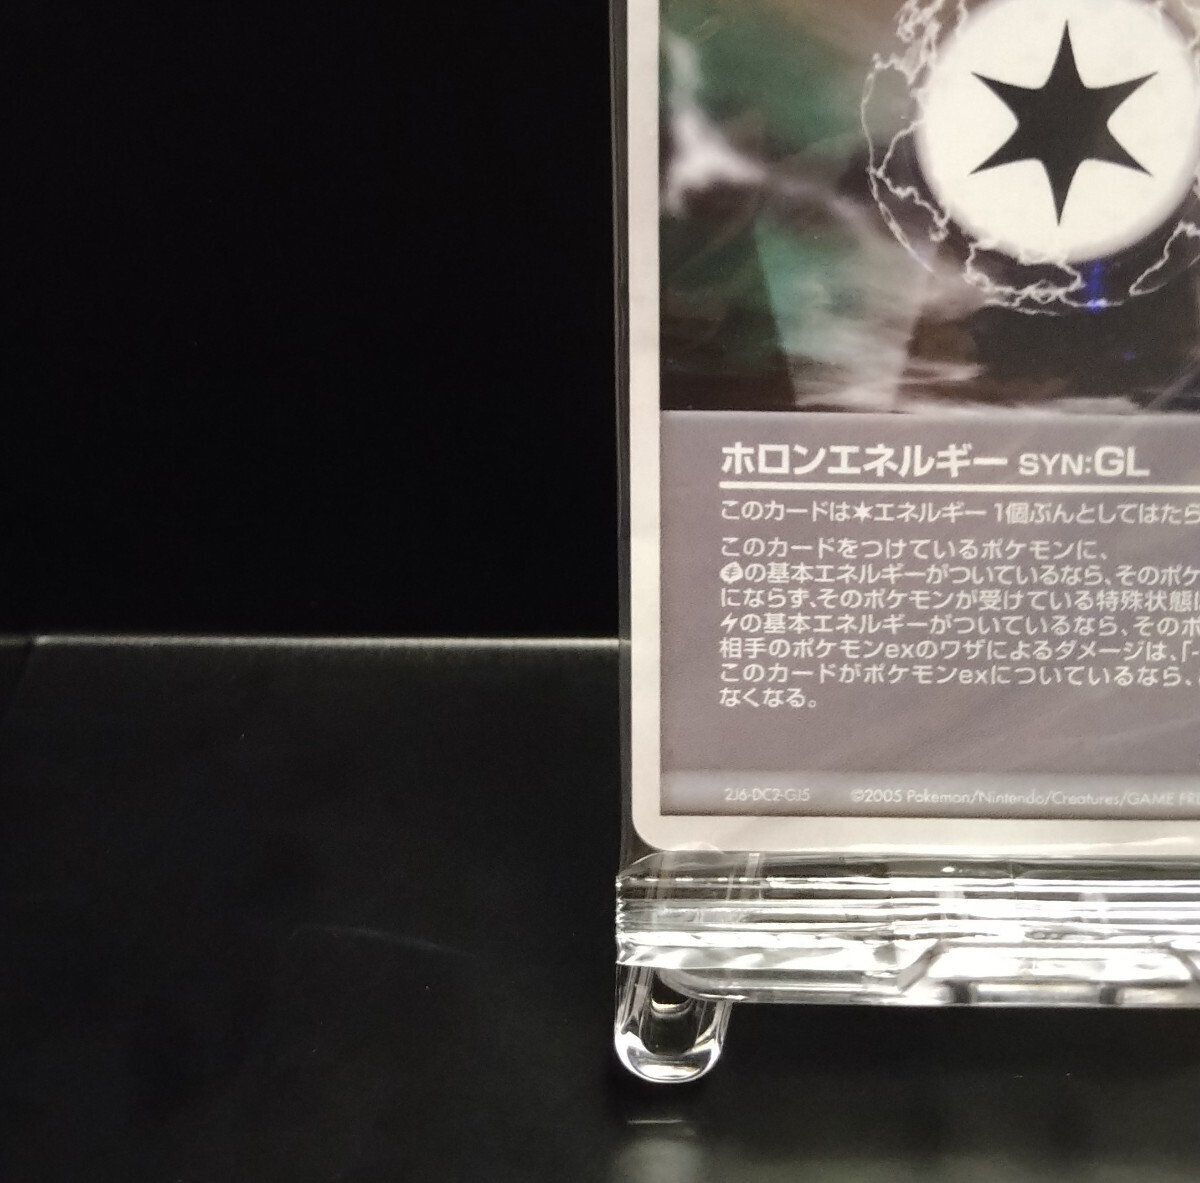 ホロンエネルギー SYN:GL
このカードは✶エネルギー 1個ぶんとしてはたら
このカードをつけているポケモンに、
の基本エネルギーがついているなら、そのポケ
にならず、そのポケモンが受けている特殊状態
の基本エネルギーがついているなら、そのポ
相手のポケモンexのワザによるダメージは、「-
このカードがポケモンexについているなら、
なくなる。
2J6-DC2-GJ5 ©2005 Pokemon/Nintendo/Creatures/GAME FR